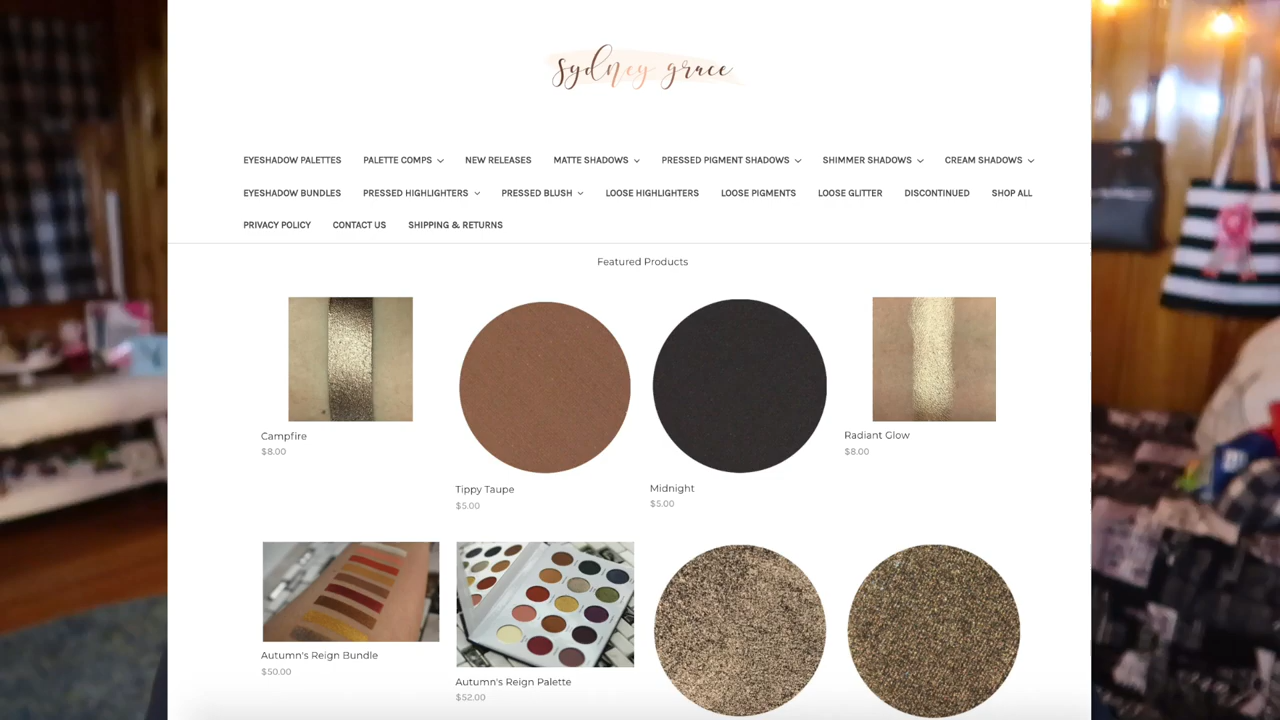 sydney grace
EYESHADOW PALETTES PALETTE COMPS NEW RELEASES MATTE SHADOWS PRESSED PIGMENT SHADOWS SHIMMER SHADOWS CREAM SHADOWS
EYESHADOW BUNDLES PRESSED HIGHLIGHTERS PRESSED BLUSH LOOSE HIGHLIGHTERS LOOSE PIGMENTS LOOSE GLITTER DISCONTINUED SHOP ALL
PRIVACY POLICY CONTACT US SHIPPING & RETURNS
Featured Products
Campfire
$8.00
Tippy Taupe
$5.00
Midnight
$5.00
Radiant Glow
$8.00
Autumn's Reign Bundle
$50.00
Autumn's Reign Palette
$52.00